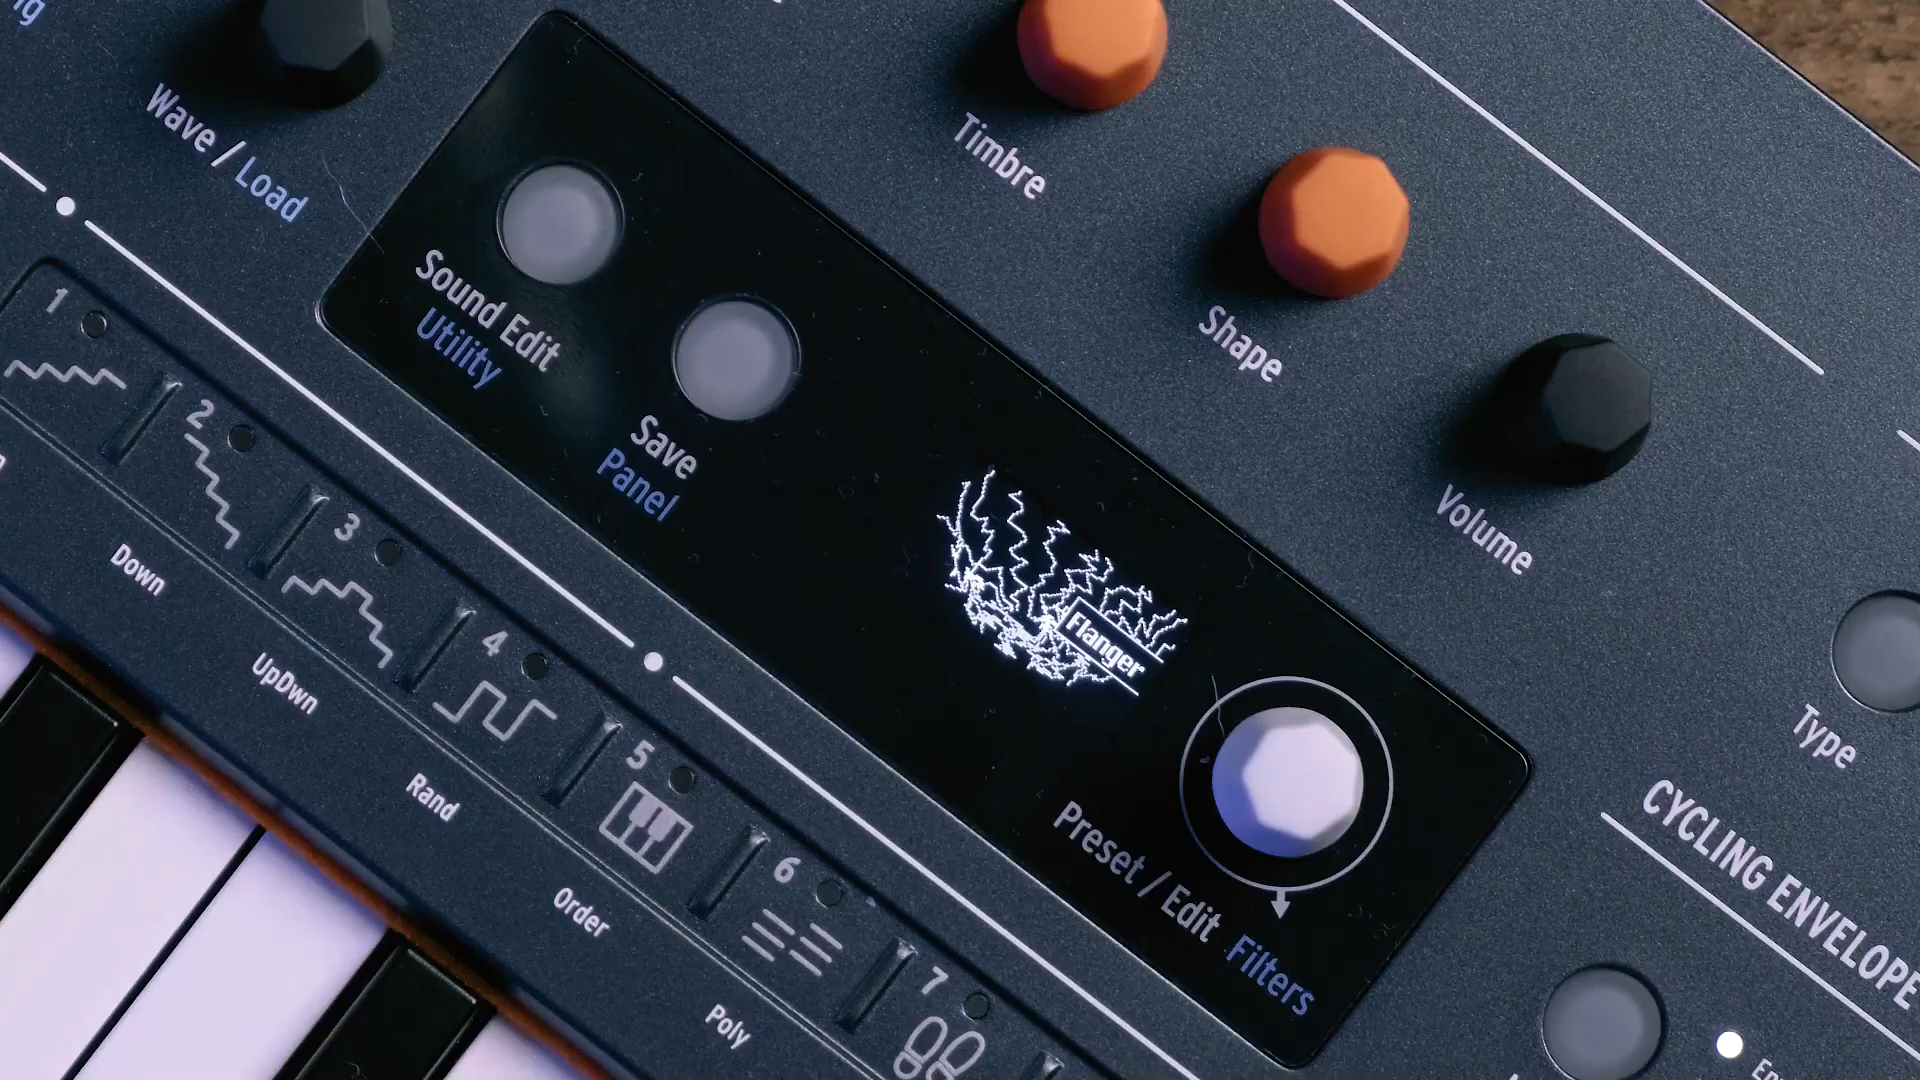 Wave / Load
Timbre
Shape
Volume
Sound Edit
Utility
Save
Panel
Flanger
Preset / Edit Filters
Type
CYCLING ENVELOPE
1
2
3
4
5
6
7
Down
UpDwn
Rand
Order
Poly